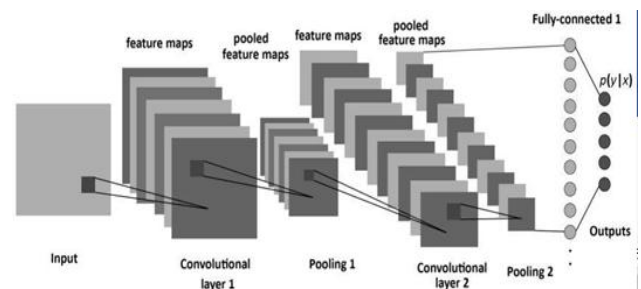 Fully-connected 1
feature maps
pooled
feature maps
feature maps
pooled
feature maps
p(y|x)
Outputs
Input
Convolutional
layer 1
Pooling 1
Convolutional
layer 2
Pooling 2